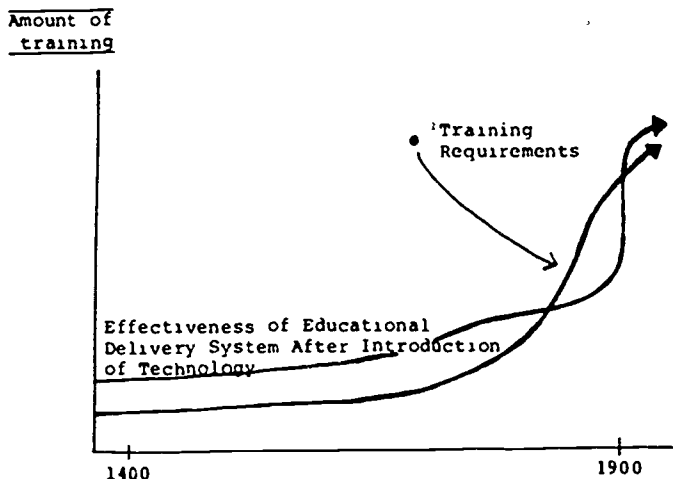 Amount of
training
Training
Requirements
Effectiveness of Educational
Delivery System After Introduction
of Technology
1400
1900